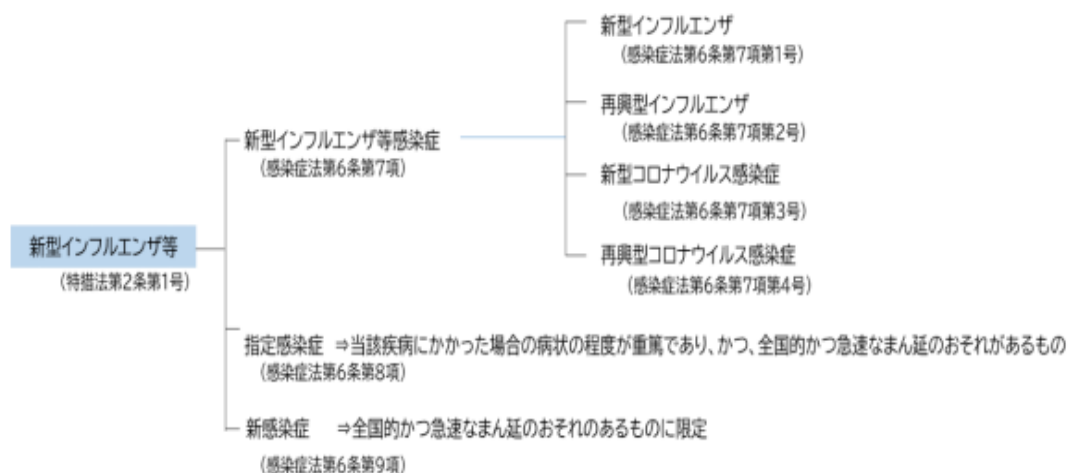 新型インフルエンザ
（感染症法第6条第7項第1号）
再興型インフルエンザ
（感染症法第6条第7項第2号）
新型インフルエンザ等感染症
（感染症法第6条第7項）
新型コロナウイルス感染症
（感染症法第6条第7項第3号）
新型インフルエンザ等
（特措法第2条第1号）
再興型コロナウイルス感染症
（感染症法第6条第7項第4号）
指定感染症 ⇒当該疾病にかかった場合の病状の程度が重篤であり、かつ、全国的かつ急速なまん延のおそれがあるもの
（感染症法第6条第8項）
新感染症 ⇒全国的かつ急速なまん延のおそれのあるものに限定
（感染症法第6条第9項）